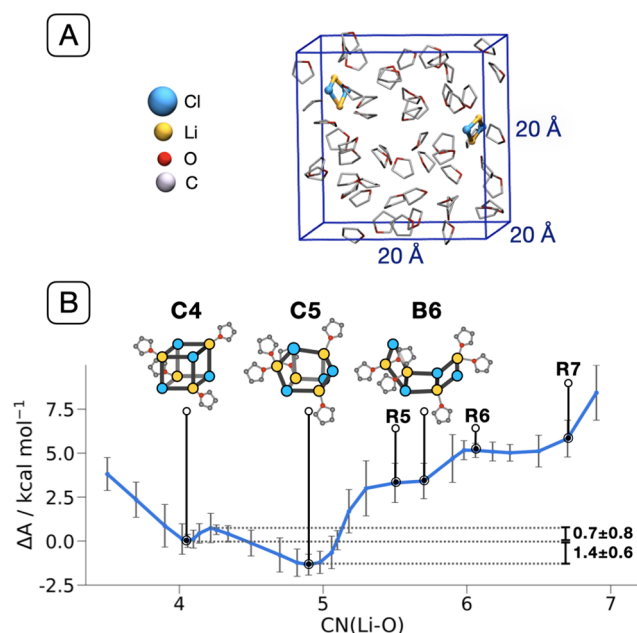 A
Cl
Li
O
C
20 Å
20 Å
20 Å
B
C4 C5 B6
R5 R6 R7
ΔA / kcal mol⁻¹
7.5
5.0
2.5
0.0
-2.5
0.7±0.8
1.4±0.6
4 5 6 7
CN(Li-O)